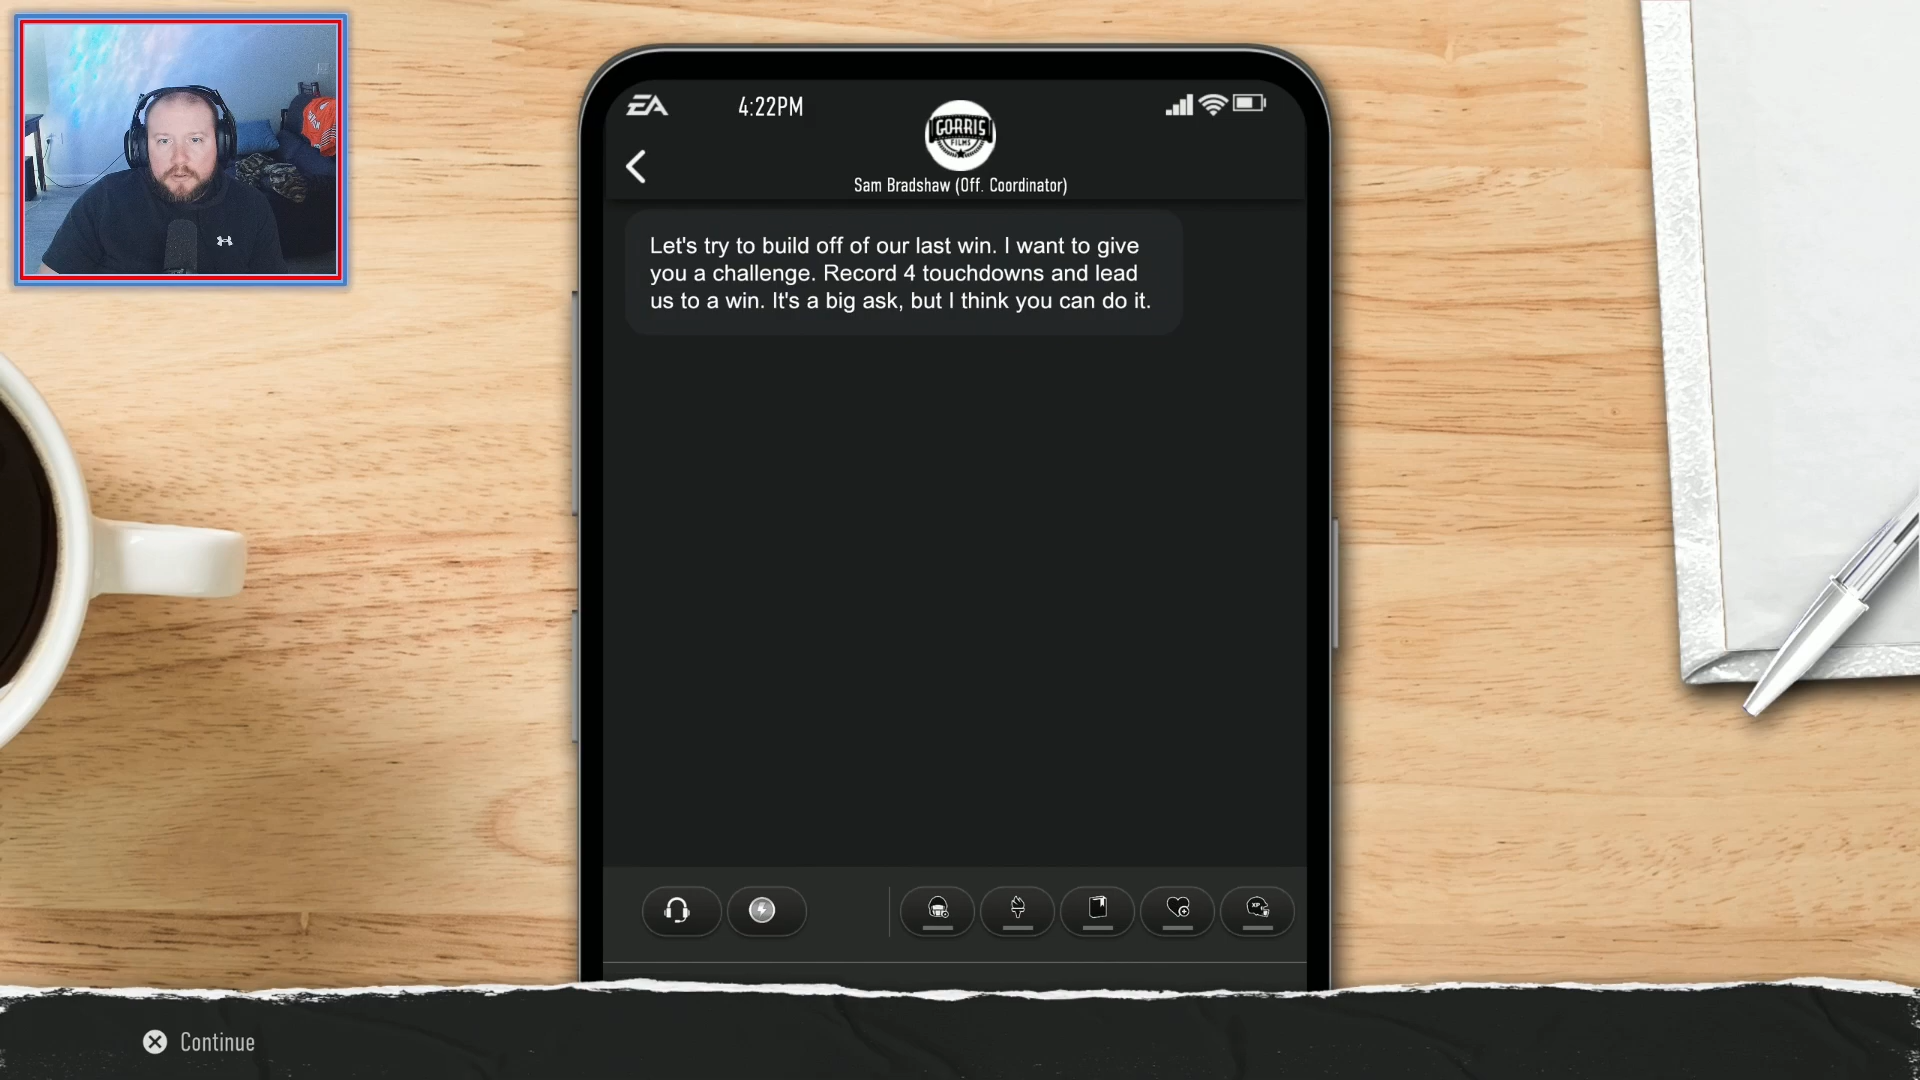 EA
4:22PM
GORRIS
FILMS
Sam Bradshaw (Off. Coordinator)
Let's try to build off of our last win. I want to give
you a challenge. Record 4 touchdowns and lead
us to a win. It's a big ask, but I think you can do it.
XP
Continue